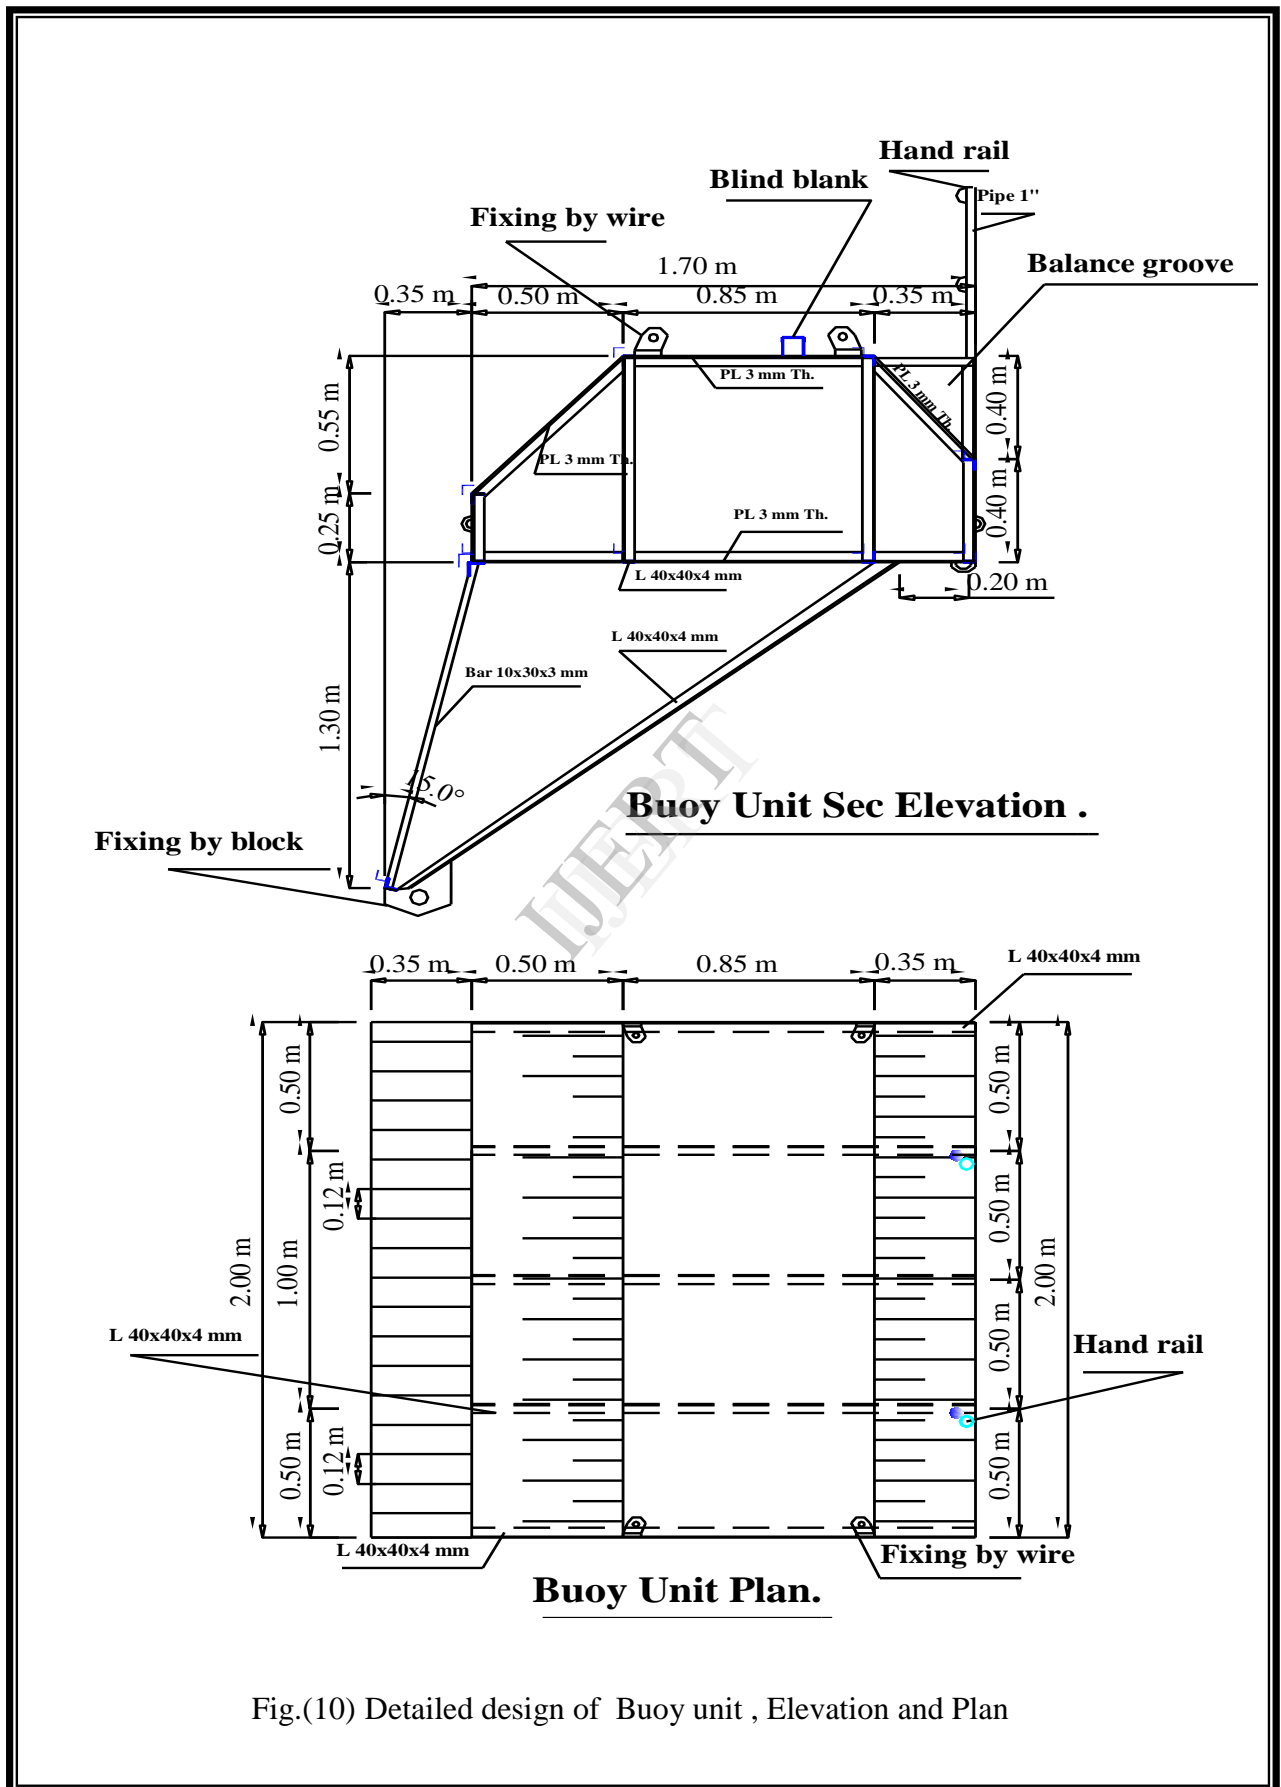 Hand rail
Blind blank
Pipe 1"
Fixing by wire
Balance groove
1.70 m
0.35 m
0.50 m
0.85 m
0.35 m
PL 3 mm Th.
PL 3 mm Th.
0.40 m
0.55 m
PL 3 mm Th.
0.40 m
0.25 m
PL 3 mm Th.
L 40x40x4 mm
0.20 m
L 40x40x4 mm
Bar 10x30x3 mm
1.30 m
15.0°
Buoy Unit Sec Elevation .
Fixing by block
IJERT
0.35 m
0.50 m
0.85 m
0.35 m
L 40x40x4 mm
0.50 m
0.50 m
0.12 m
0.50 m
2.00 m
1.00 m
2.00 m
L 40x40x4 mm
0.50 m
Hand rail
0.50 m
0.12 m
0.50 m
L 40x40x4 mm
Fixing by wire
Buoy Unit Plan.
Fig.(10) Detailed design of Buoy unit , Elevation and Plan